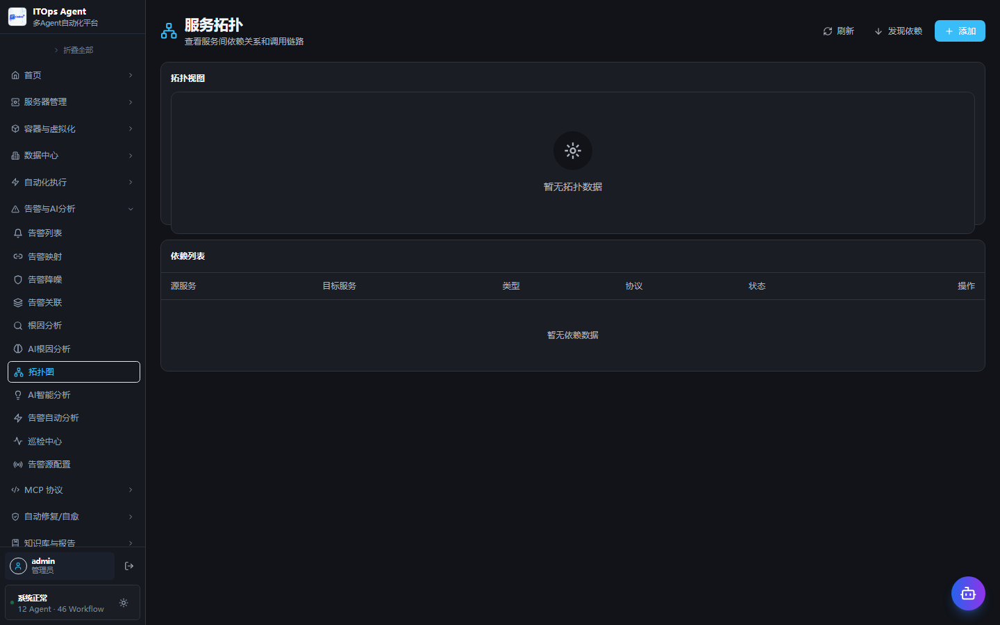 ITOps Agent
多Agent自动化平台
折叠全部
首页
服务器管理
容器与虚拟化
数据中心
自动化执行
告警与AI分析
告警列表
告警映射
告警降噪
告警关联
根因分析
AI根因分析
拓扑图
AI智能分析
告警自动分析
巡检中心
告警源配置
MCP 协议
自动修复/自愈
知识库与报告
admin
管理员
系统正常
12 Agent · 46 Workflow
服务拓扑
查看服务间依赖关系和调用链路
刷新
发现依赖
添加
拓扑视图
暂无拓扑数据
依赖列表
源服务 目标服务 类型 协议 状态 操作
暂无依赖数据